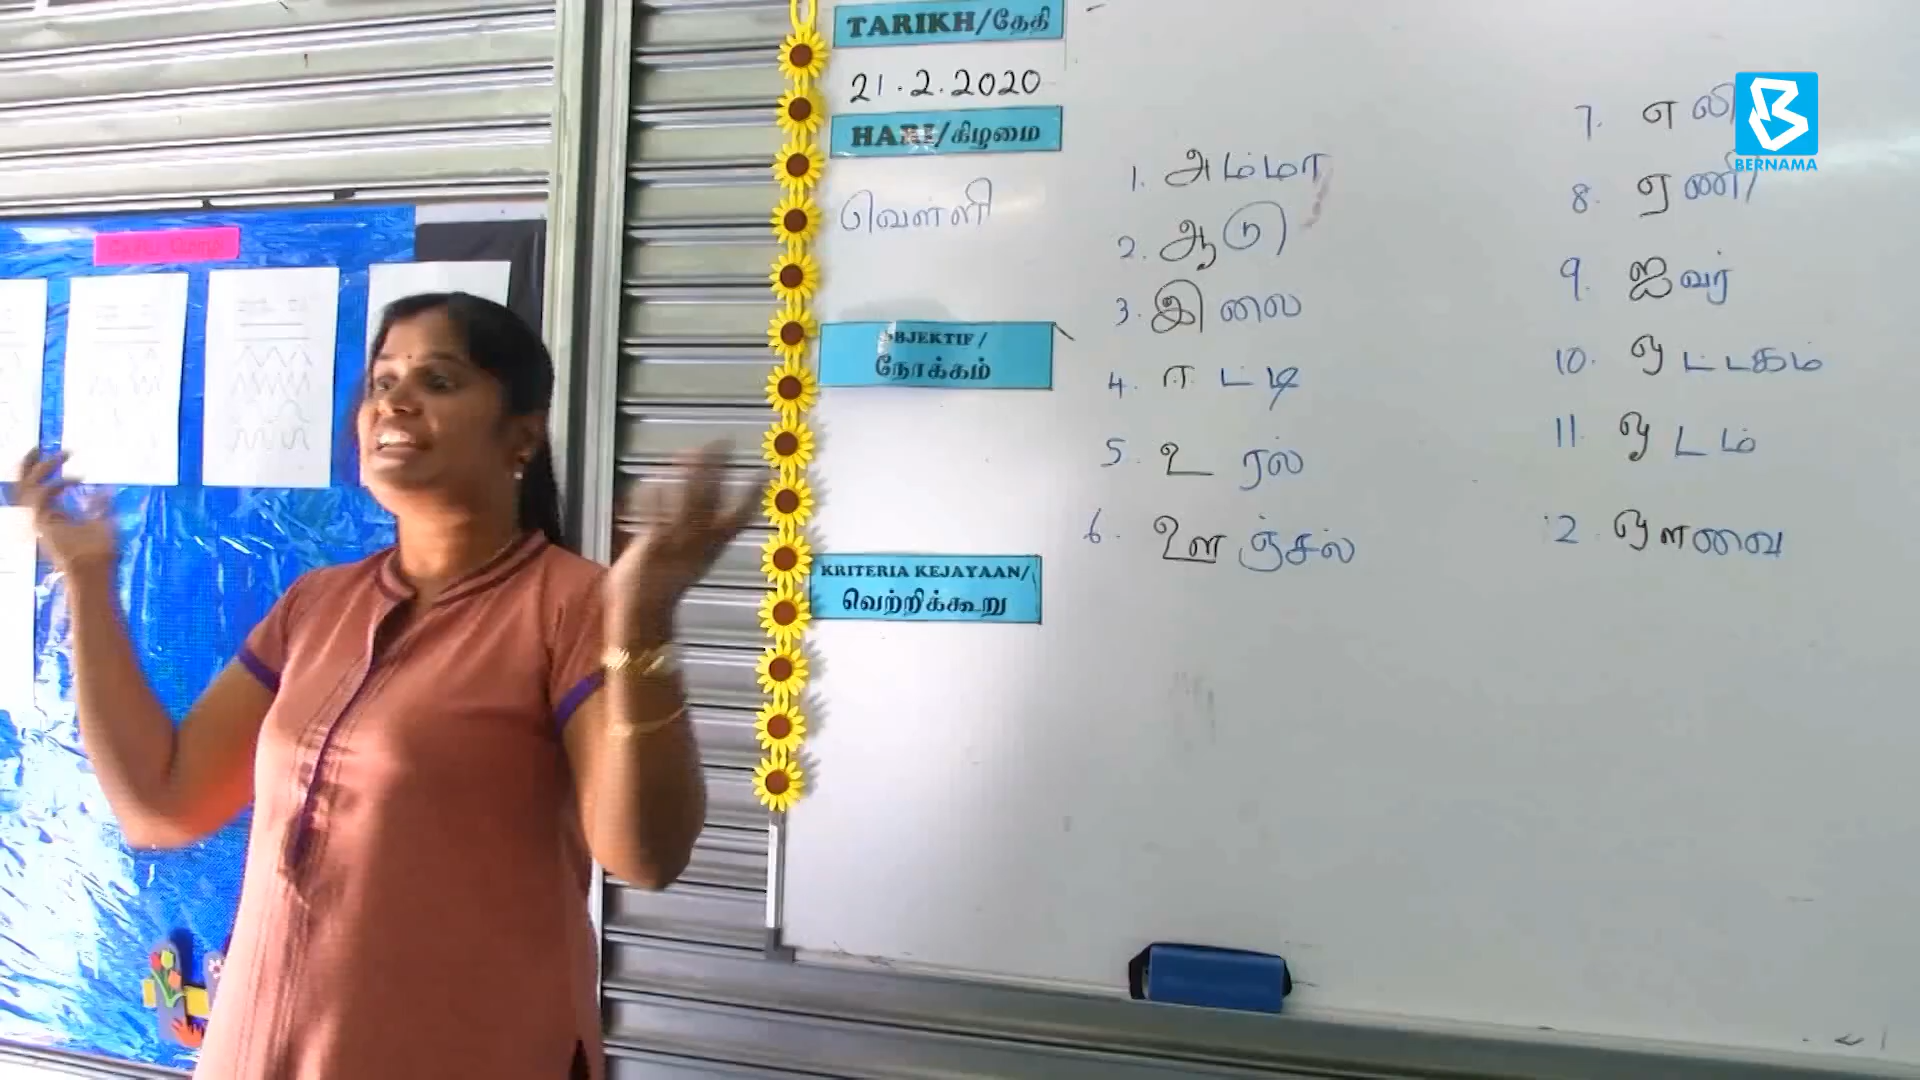 TARIKH/தேதி
21.2.2020
HARI/கிழமை
வெள்ளி
OBJEKTIF/
நோக்கம்
KRITERIA KEJAYAAN/
வெற்றிக்கூறு
1. அம்மா
2. ஆடு
3. இலை
4. ஈட்டி
5. உரல்
6. ஊஞ்சல்
7. எலி
8. ஏணி
9. ஐவர்
10. ஒட்டகம்
11. ஓடம்
12. ஔவை
BERNAMA